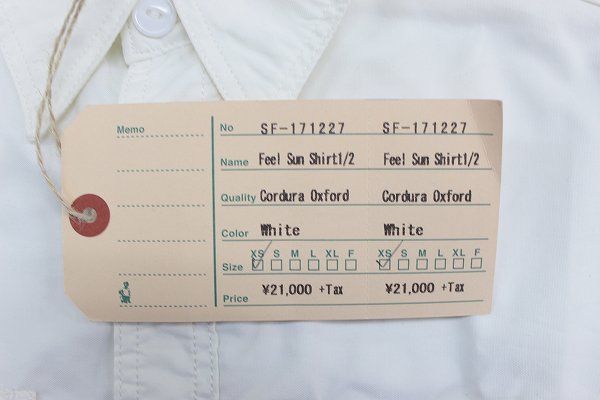 Memo
No SF-171227 SF-171227
Name Feel Sun Shirt1/2 Feel Sun Shirt1/2
Quality Cordura Oxford Cordura Oxford
Color White White
XS S M L XL F XS S M L XL F
Size
Price ¥21,000 +Tax ¥21,000 +Tax